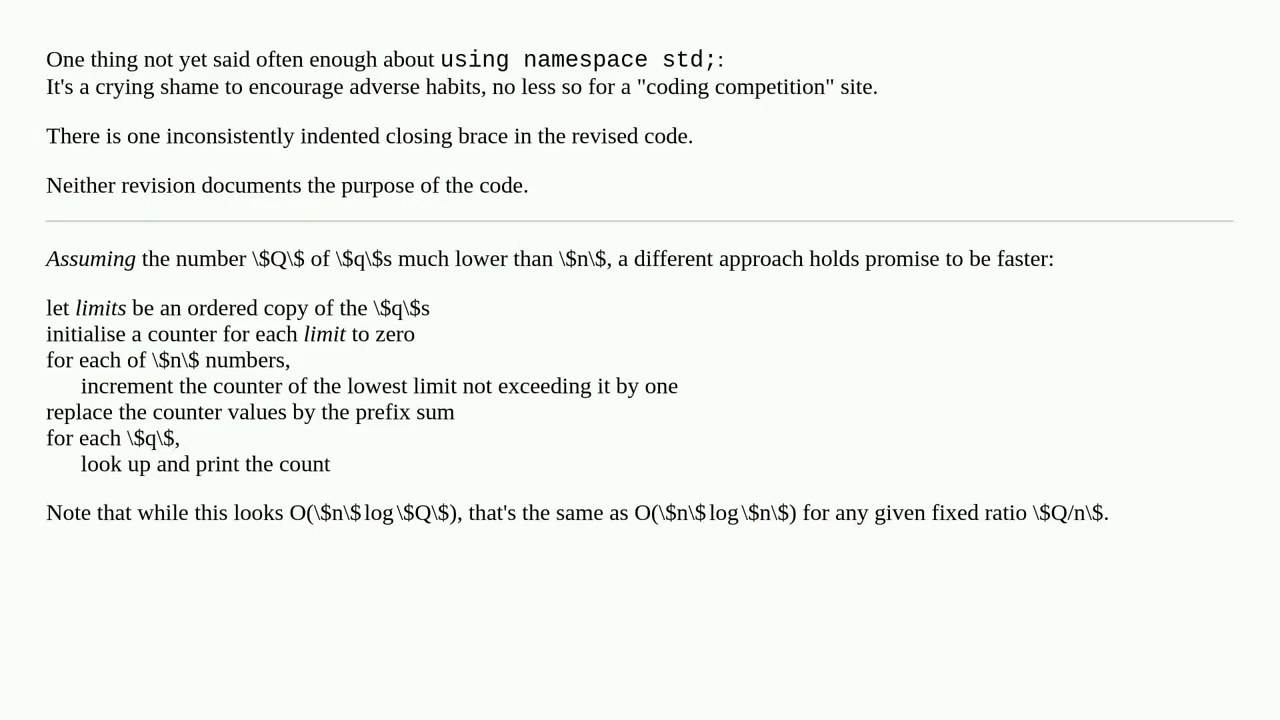 One thing not yet said often enough about using namespace std;:
It's a crying shame to encourage adverse habits, no less so for a "coding competition" site.
There is one inconsistently indented closing brace in the revised code.
Neither revision documents the purpose of the code.
Assuming the number \$Q\$ of \$q\$s much lower than \$n\$, a different approach holds promise to be faster:
let limits be an ordered copy of the \$q\$s
initialise a counter for each limit to zero
for each of \$n\$ numbers,
increment the counter of the lowest limit not exceeding it by one
replace the counter values by the prefix sum
for each \$q\$,
look up and print the count
Note that while this looks O(\$n\$ log \$Q\$), that's the same as O(\$n\$ log \$n\$) for any given fixed ratio \$Q/n\$.